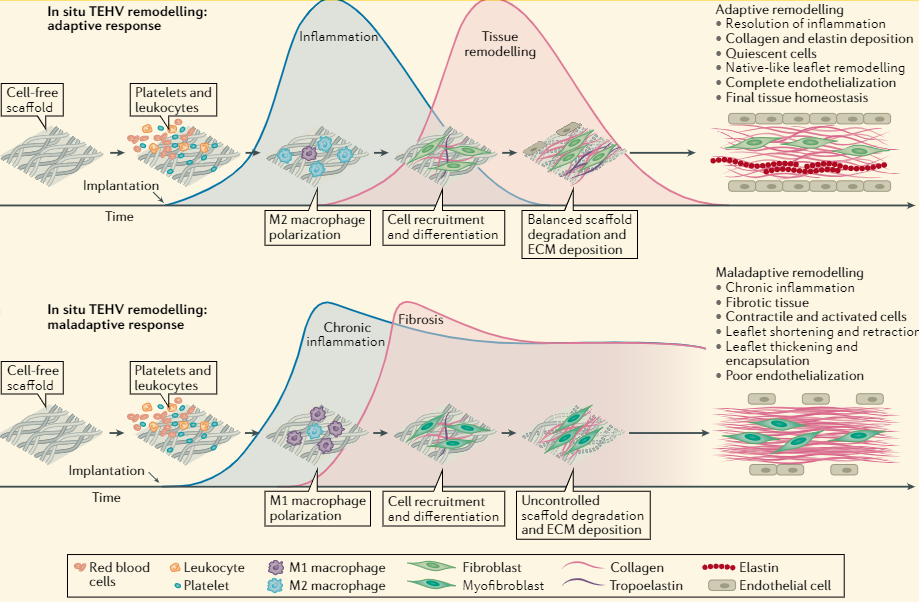 In situ TEHV remodelling:
adaptive response
Inflammation
Tissue
remodelling
Adaptive remodelling
• Resolution of inflammation
• Collagen and elastin deposition
• Quiescent cells
• Native-like leaflet remodelling
• Complete endothelialization
• Final tissue homeostasis
Cell-free
scaffold
Platelets and
leukocytes
Implantation
Time
M2 macrophage
polarization
Cell recruitment
and differentiation
Balanced scaffold
degradation and
ECM deposition
In situ TEHV remodelling:
maladaptive response
Chronic
inflammation
Fibrosis
Maladaptive remodelling
• Chronic inflammation
• Fibrotic tissue
• Contractile and activated cells
• Leaflet shortening and retraction
• Leaflet thickening and
encapsulation
• Poor endothelialization
Cell-free
scaffold
Platelets and
leukocytes
Implantation
Time
M1 macrophage
polarization
Cell recruitment
and differentiation
Uncontrolled
scaffold degradation
and ECM deposition
Red blood
cells
Leukocyte
Platelet
M1 macrophage
M2 macrophage
Fibroblast
Myofibroblast
Collagen
Tropoelastin
Elastin
Endothelial cell